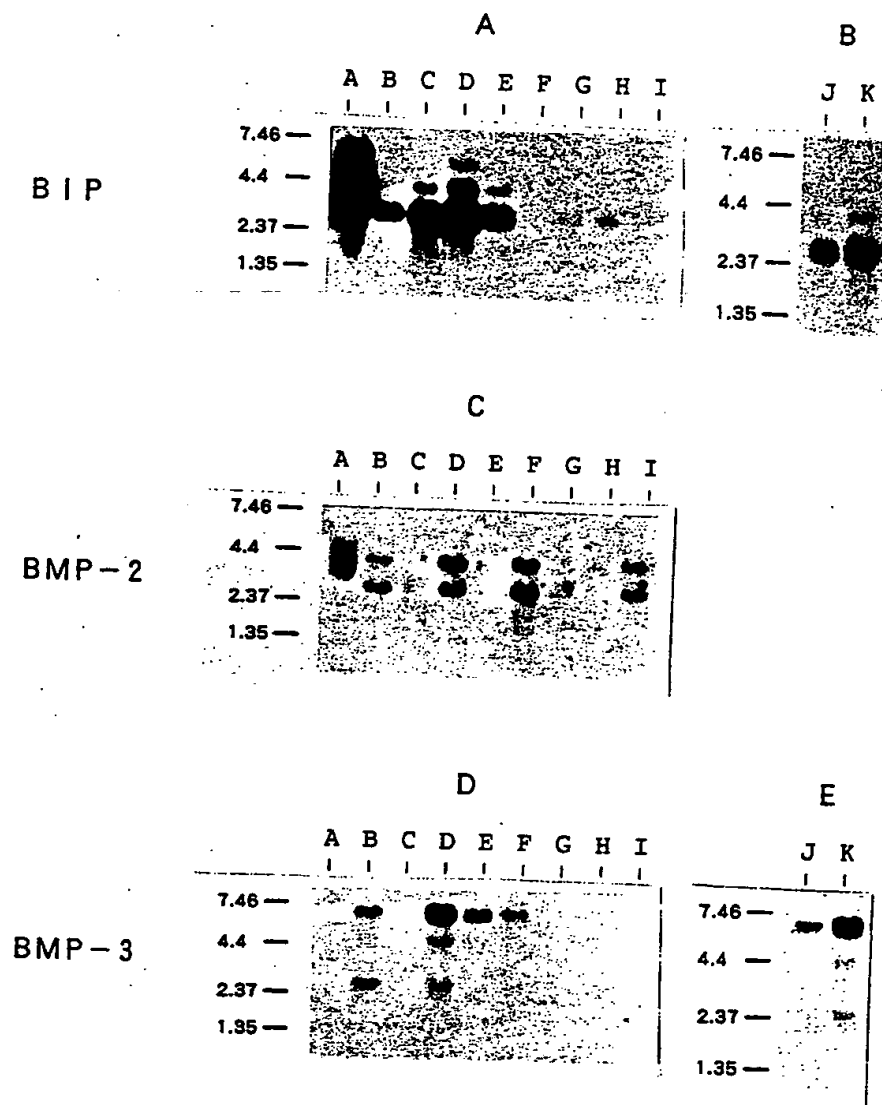 A
B
A B C D E F G H I
J K
BIP
7.46
4.4
2.37
1.35
7.46
4.4
2.37
1.35
C
A B C D E F G H I
BMP-2
7.46
4.4
2.37
1.35
D
E
A B C D E F G H I
J K
BMP-3
7.46
4.4
2.37
1.35
7.46
4.4
2.37
1.35